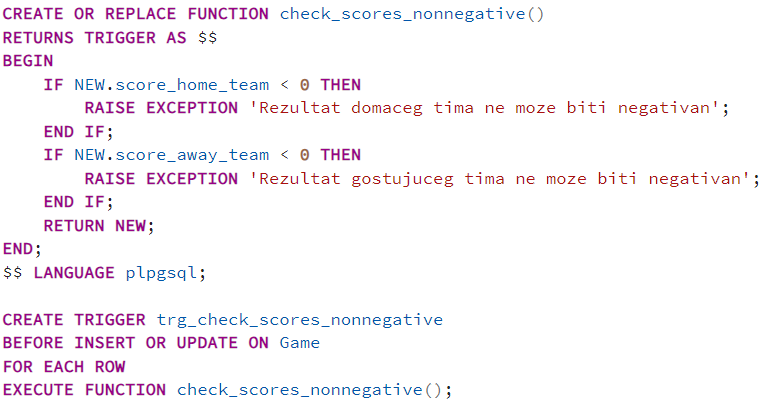 CREATE OR REPLACE FUNCTION check_scores_nonnegative()
RETURNS TRIGGER AS $$
BEGIN
    IF NEW.score_home_team < 0 THEN
        RAISE EXCEPTION 'Rezultat domaceg tima ne moze biti negativan';
    END IF;
    IF NEW.score_away_team < 0 THEN
        RAISE EXCEPTION 'Rezultat gostujuceg tima ne moze biti negativan';
    END IF;
    RETURN NEW;
END;
$$ LANGUAGE plpgsql;

CREATE TRIGGER trg_check_scores_nonnegative
BEFORE INSERT OR UPDATE ON Game
FOR EACH ROW
EXECUTE FUNCTION check_scores_nonnegative();